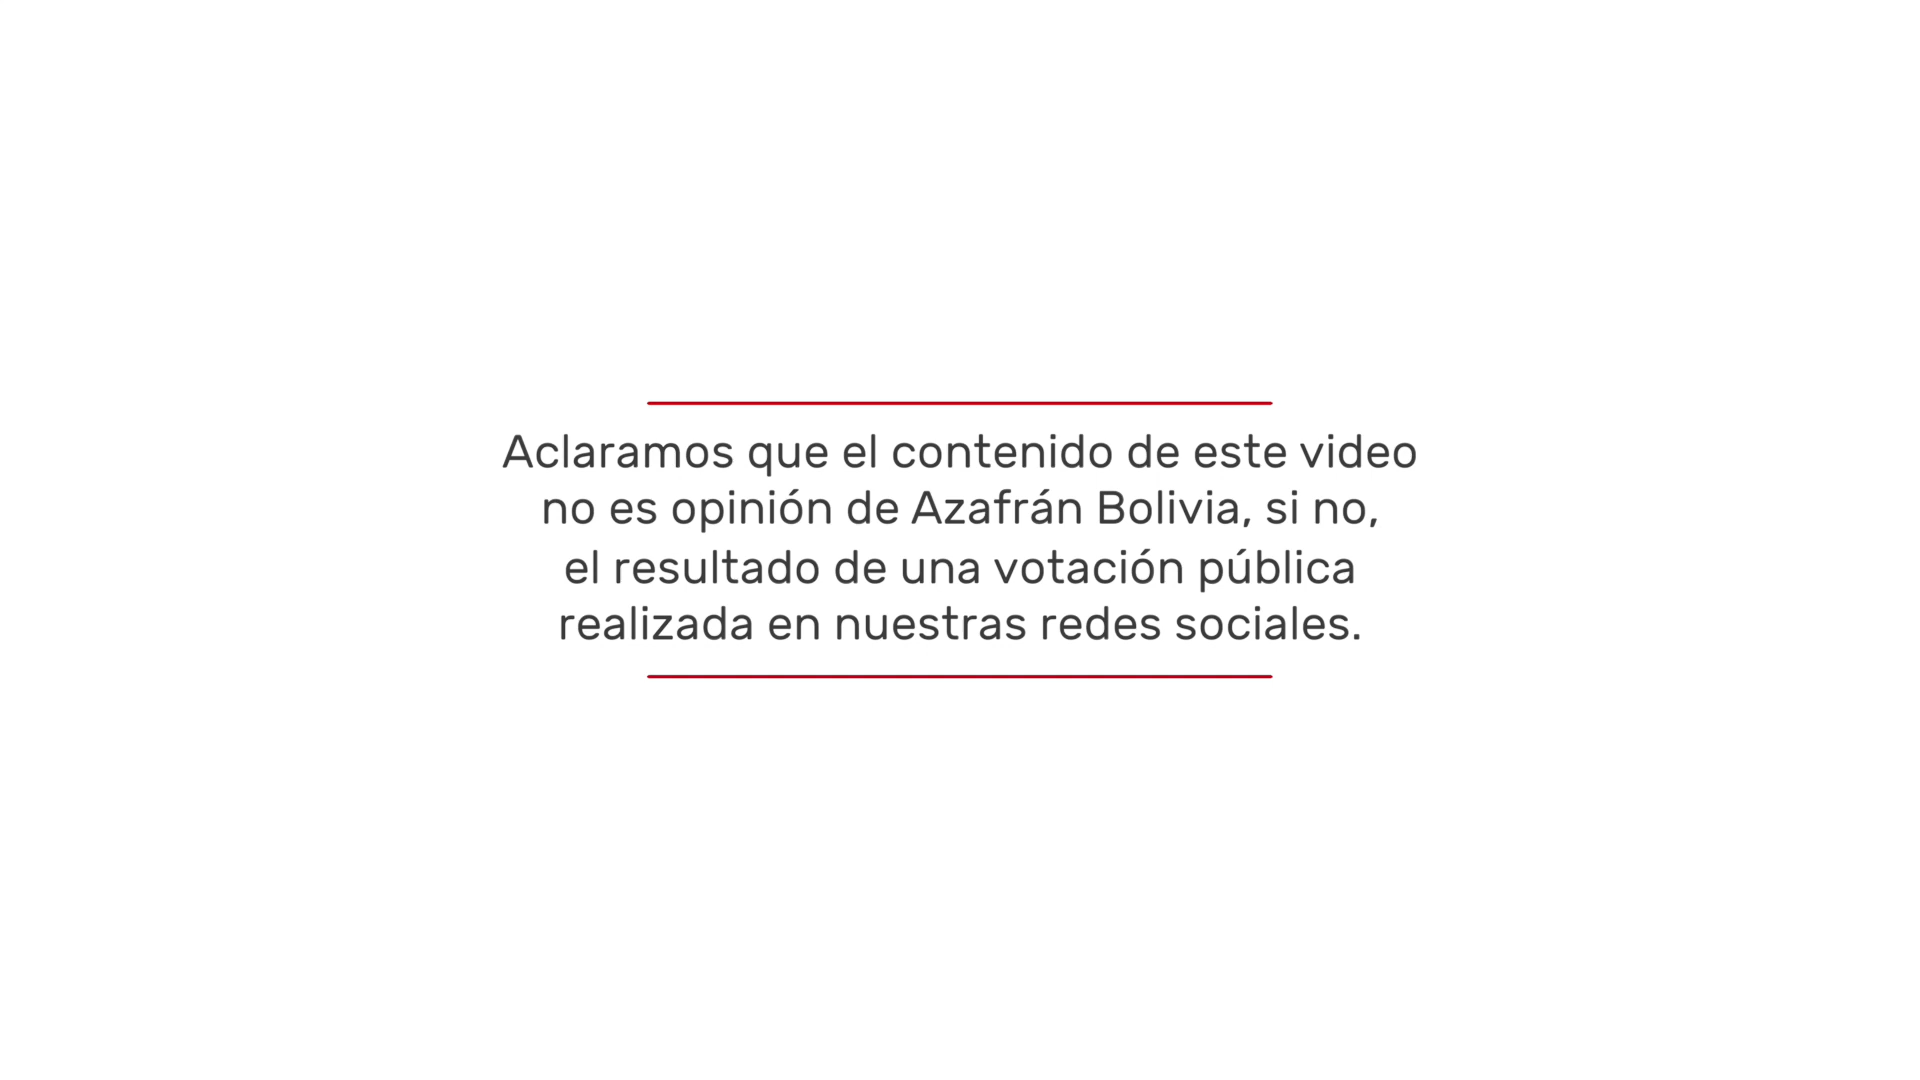 Aclaramos que el contenido de este video
no es opinión de Azafrán Bolivia, si no,
el resultado de una votación pública
realizada en nuestras redes sociales.